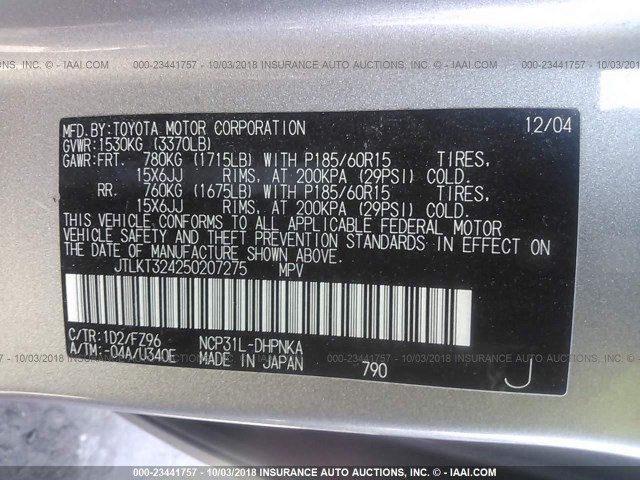 000-23441757 - 10/03/2018 INSURANCE AUTO AUCTIONS, INC. © - IAAI.COM
MFD.BY:TOYOTA MOTOR CORPORATION 12/04
GVWR:1530KG (3370LB)
GAWR:FRT. 780KG (1715LB) WITH P185/60R15 TIRES,
15X6JJ RIMS, AT 200KPA (29PSI) COLD.
RR. 760KG (1675LB) WITH P185/60R15 TIRES,
15X6JJ RIMS, AT 200KPA (29PSI) COLD.
THIS VEHICLE CONFORMS TO ALL APPLICABLE FEDERAL MOTOR
VEHICLE SAFETY AND THEFT PREVENTION STANDARDS IN EFFECT ON
THE DATE OF MANUFACTURE SHOWN ABOVE.
JTLKT324250207275 MPV
C/TR:1D2/FZ96 NCP31L-DHPNKA
A/TM:-04A/U340E MADE IN JAPAN 790 J
000-23441757 - 10/03/2018 INSURANCE AUTO AUCTIONS, INC. © - IAAI.COM